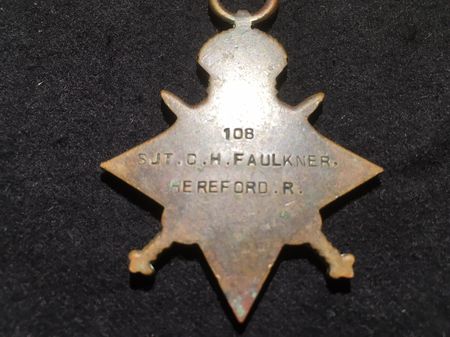 108
SJT. C. H. FAULKNER.
HEREFORD. R.